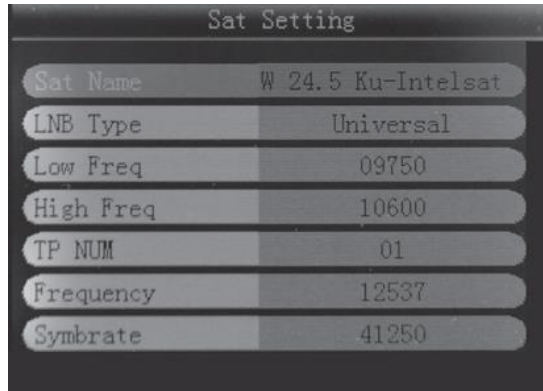 Sat Setting
Sat Name W 24.5 Ku-Intelsat
LNB Type Universal
Low Freq 09750
High Freq 10600
TP NUM 01
Frequency 12537
Symbrate 41250